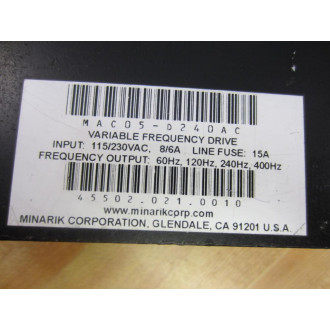 MAC05-D240AC
VARIABLE FREQUENCY DRIVE
INPUT: 115/230VAC, 8/6A LINE FUSE: 15A
FREQUENCY OUTPUT: 60Hz, 120Hz, 240Hz, 400Hz
45502.021.0010
www.minarikcorp.com
MINARIK CORPORATION, GLENDALE, CA 91201 U.S.A.